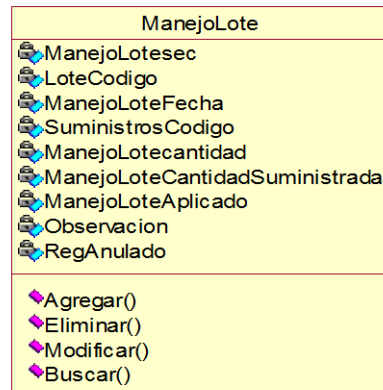 ManejoLote
ManejoLotesec
LoteCodigo
ManejoLoteFecha
SuministrosCodigo
ManejoLotecantidad
ManejoLoteCantidadSuministrada
ManejoLoteAplicado
Observacion
RegAnulado
Agregar()
Eliminar()
Modificar()
Buscar()